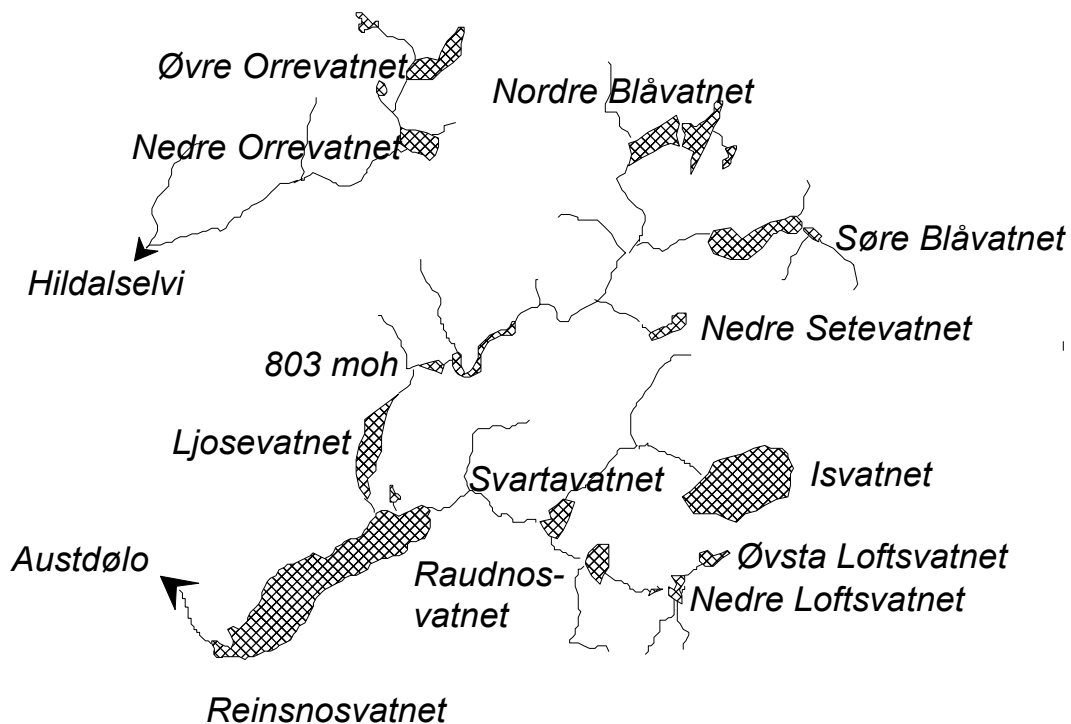 Øvre Orrevatnet
Nordre Blåvatnet
Nedre Orrevatnet
Søre Blåvatnet
Hildalselvi
Nedre Setevatnet
803 moh
Ljosevatnet
Svartavatnet
Isvatnet
Austdølo
Øvsta Loftsvatnet
Raudnos-
vatnet
Nedre Loftsvatnet
Reinsnosvatnet